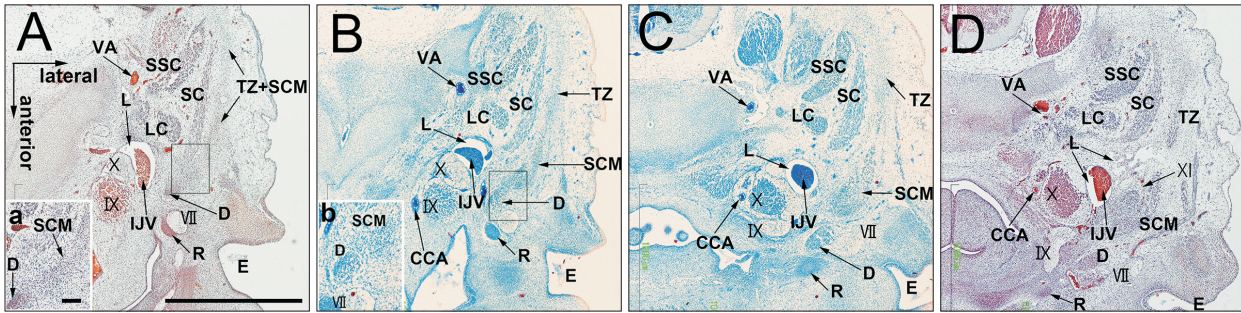 A
VA
SSC
lateral
SC
TZ+SCM
anterior
L
LC
X
IX
VII
IJV
D
R
E
a
SCM
D
B
VA
SSC
TZ
SC
LC
L
SCM
X
IX
IJV
D
CCA
R
E
b
SCM
D
VII
C
VA
SSC
SC
TZ
LC
L
X
SCM
CCA
IJV
IX
VII
D
R
E
D
SSC
VA
SC
TZ
LC
L
XI
X
CCA
IJV
SCM
IX
D
VII
R
E